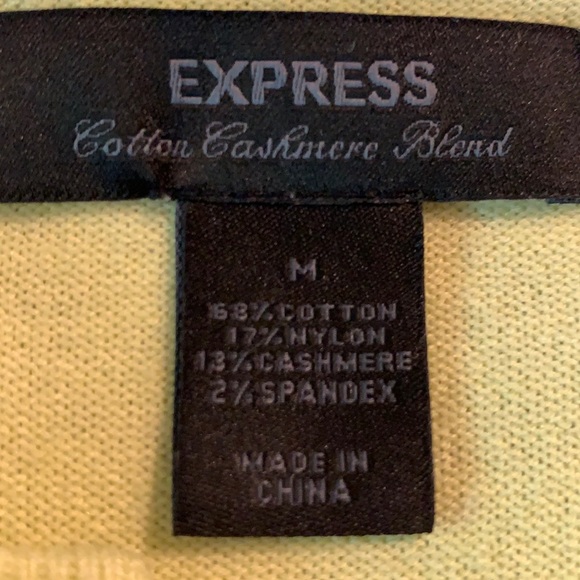 EXPRESS
Cotton Cashmere Blend
M
68% COTTON
17% NYLON
13% CASHMERE
2% SPANDEX
MADE IN
CHINA